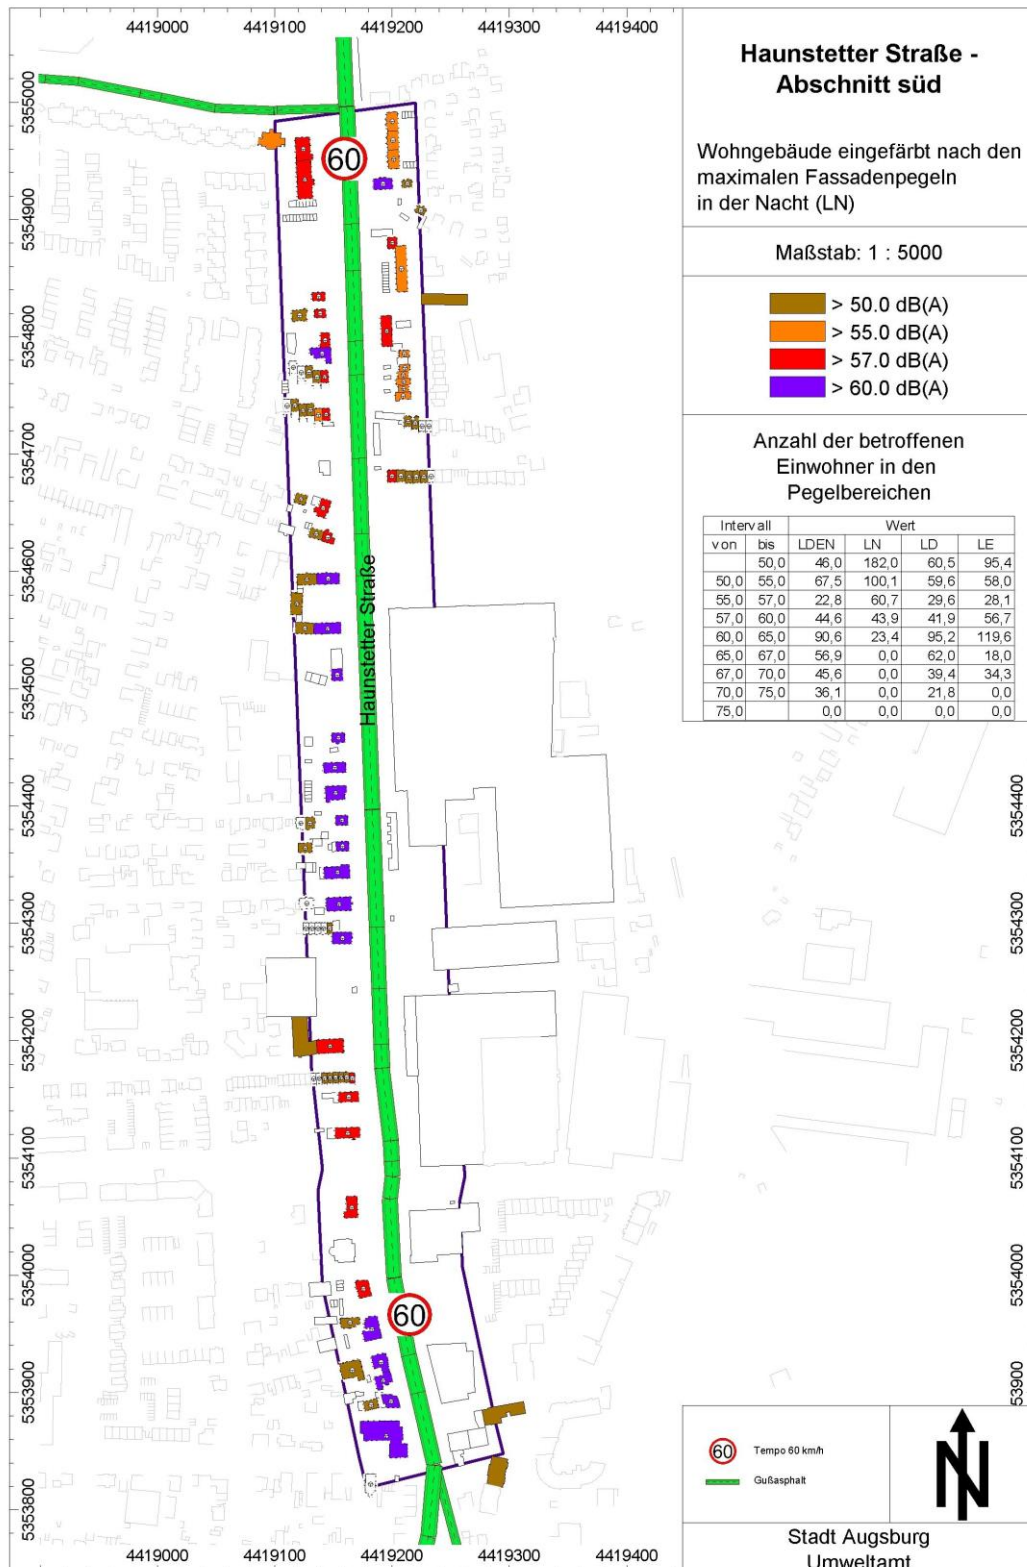 4419000 4419100 4419200 4419300 4419400
Haunstetter Straße -
Abschnitt süd
Wohngebäude eingefärbt nach den
maximalen Fassadenpegeln
in der Nacht (LN)
Maßstab: 1 : 5000
> 50.0 dB(A)
> 55.0 dB(A)
> 57.0 dB(A)
> 60.0 dB(A)
Anzahl der betroffenen
Einwohner in den
Pegelbereichen
Intervall Wert
von bis LDEN LN LD LE
50,0 46,0 182,0 60,5 95,4
50,0 55,0 67,5 100,1 59,6 58,0
55,0 57,0 22,8 60,7 29,6 28,1
57,0 60,0 44,6 43,9 41,9 56,7
60,0 65,0 90,6 23,4 95,2 119,6
65,0 67,0 56,9 0,0 62,0 18,0
67,0 70,0 45,6 0,0 39,4 34,3
70,0 75,0 36,1 0,0 21,8 0,0
75,0 0,0 0,0 0,0 0,0
5355000
5354900
5354800
5354700
5354600
5354500
5354400
5354300
5354200
5354100
5354000
5353900
5353800
60
Haunstetter Straße
60
5354400
5354300
5354200
5354100
5354000
53900
60 Tempo 60 km/h
Gußasphalt
N
Stadt Augsburg
Umweltamt
4419000 4419100 4419200 4419300 4419400